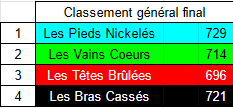 Classement général final
1 Les Pieds Nickelés 729
2 Les Vains Coeurs 714
3 Les Têtes Brûlées 696
4 Les Bras Cassés 721